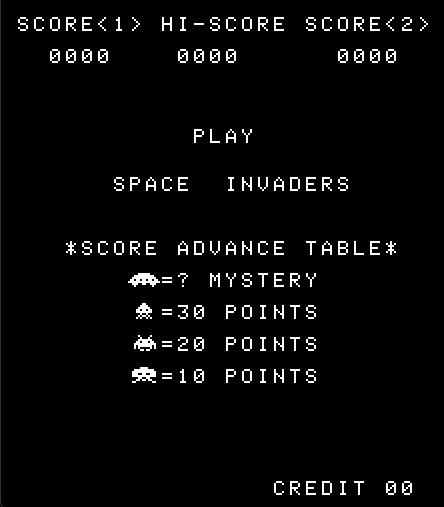 SCORE<1> HI-SCORE SCORE<2>
0000 0000 0000
PLAY
SPACE INVADERS
*SCORE ADVANCE TABLE*
=? MYSTERY
=30 POINTS
=20 POINTS
=10 POINTS
CREDIT 00